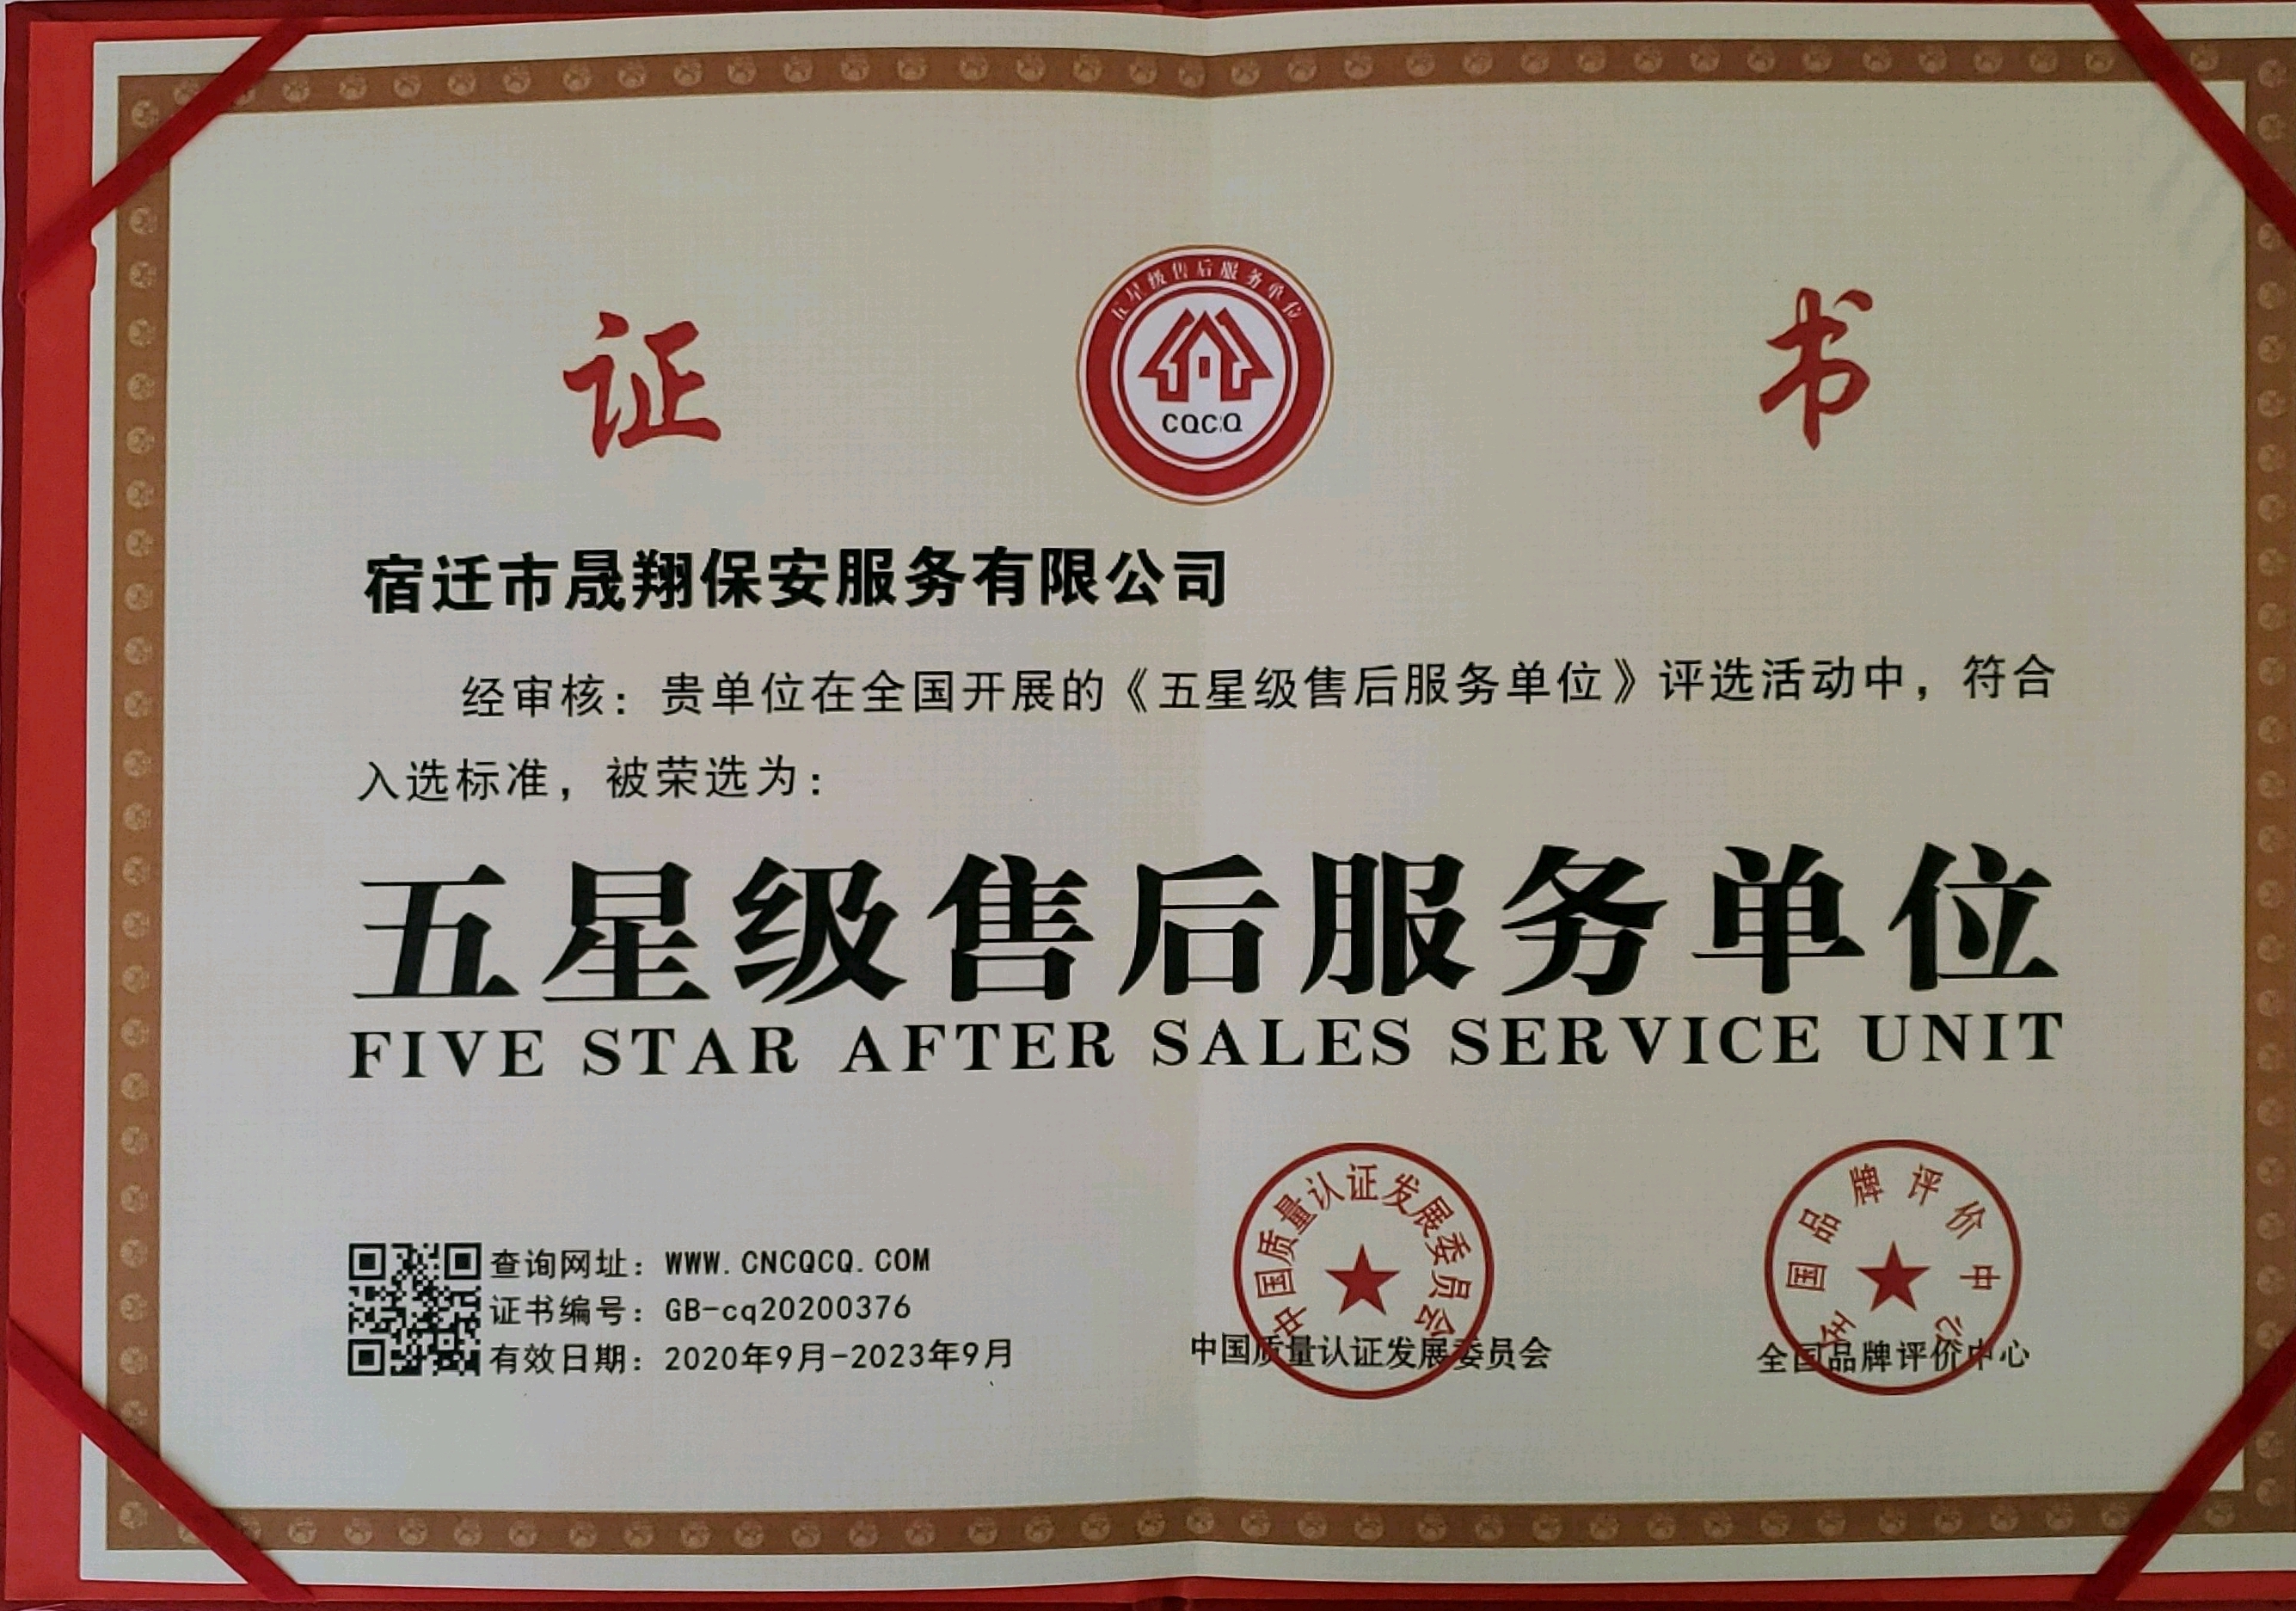 五星级售后服务单位
证 CQCQ 书
宿迁市晟翔保安服务有限公司
经审核：贵单位在全国开展的《五星级售后服务单位》评选活动中，符合
入选标准，被荣选为：
五星级售后服务单位
FIVE STAR AFTER SALES SERVICE UNIT
查询网址：WWW.CNCQCQ.COM
证书编号：GB-cq20200376
有效日期：2020年9月-2023年9月
中国质量认证发展委员会
中国质量认证发展委员会
全国品牌评价中心
全国品牌评价中心